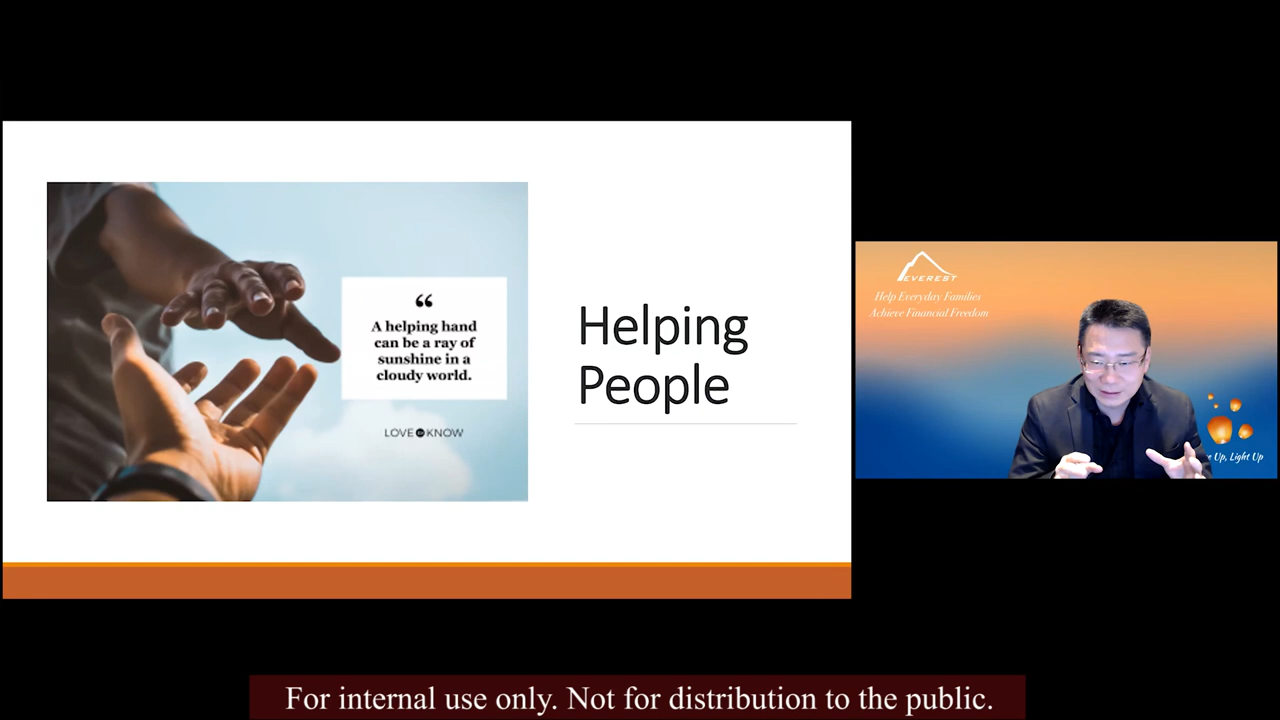 “
A helping hand
can be a ray of
sunshine in a
cloudy world.
LOVE TO KNOW
Helping
People
EVEREST
Help Everyday Families
Achieve Financial Freedom
Up, Light Up
For internal use only. Not for distribution to the public.